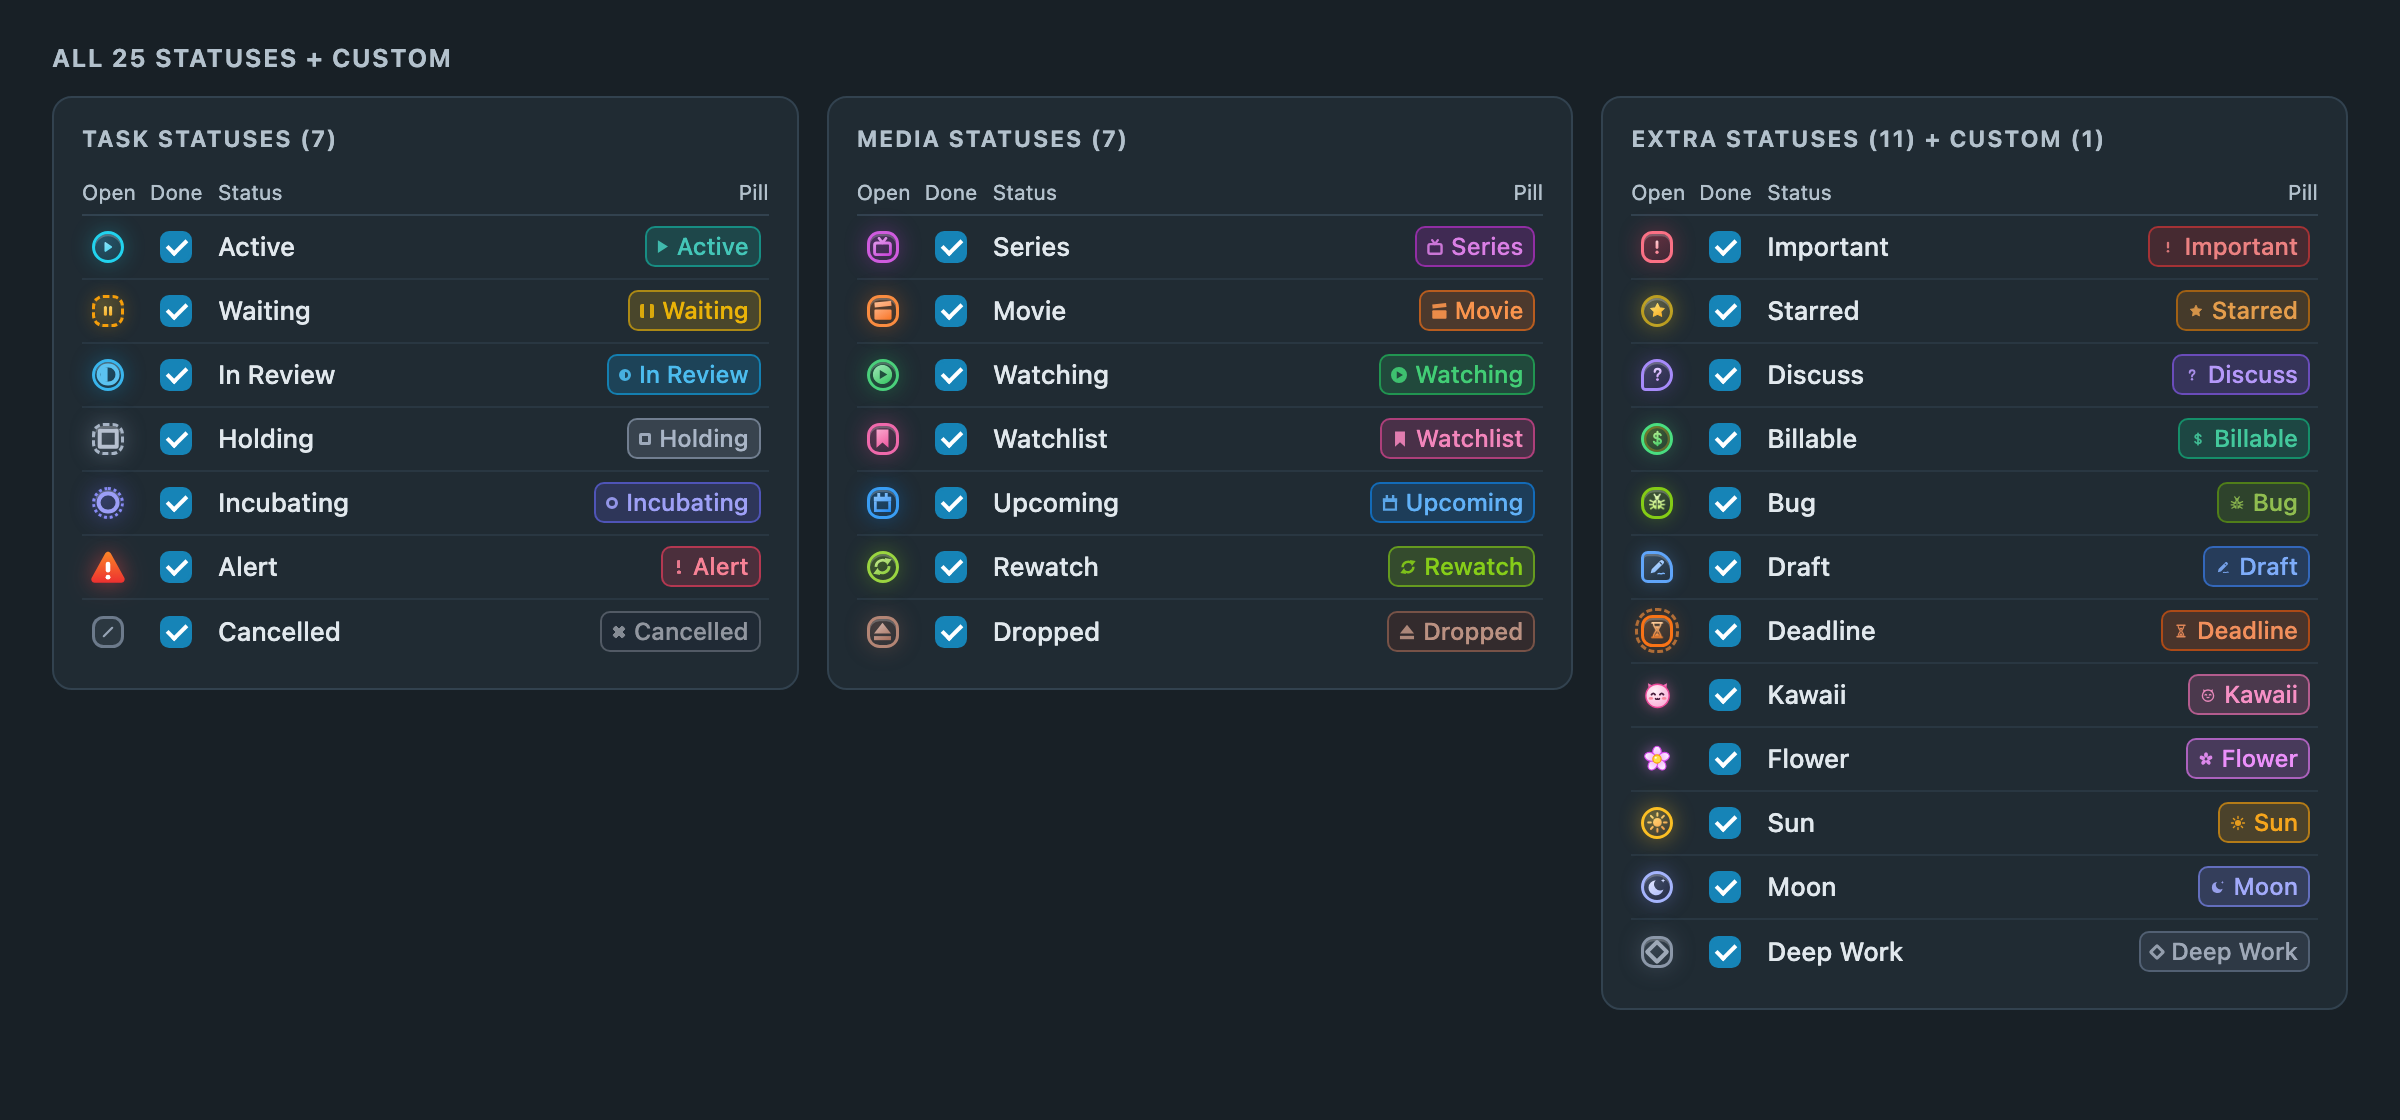 ALL 25 STATUSES + CUSTOM
TASK STATUSES (7)
Open Done Status Pill
Active Active
Waiting Waiting
In Review In Review
Holding Holding
Incubating Incubating
Alert Alert
Cancelled Cancelled
MEDIA STATUSES (7)
Open Done Status Pill
Series Series
Movie Movie
Watching Watching
Watchlist Watchlist
Upcoming Upcoming
Rewatch Rewatch
Dropped Dropped
EXTRA STATUSES (11) + CUSTOM (1)
Open Done Status Pill
Important Important
Starred Starred
Discuss Discuss
Billable Billable
Bug Bug
Draft Draft
Deadline Deadline
Kawaii Kawaii
Flower Flower
Sun Sun
Moon Moon
Deep Work Deep Work